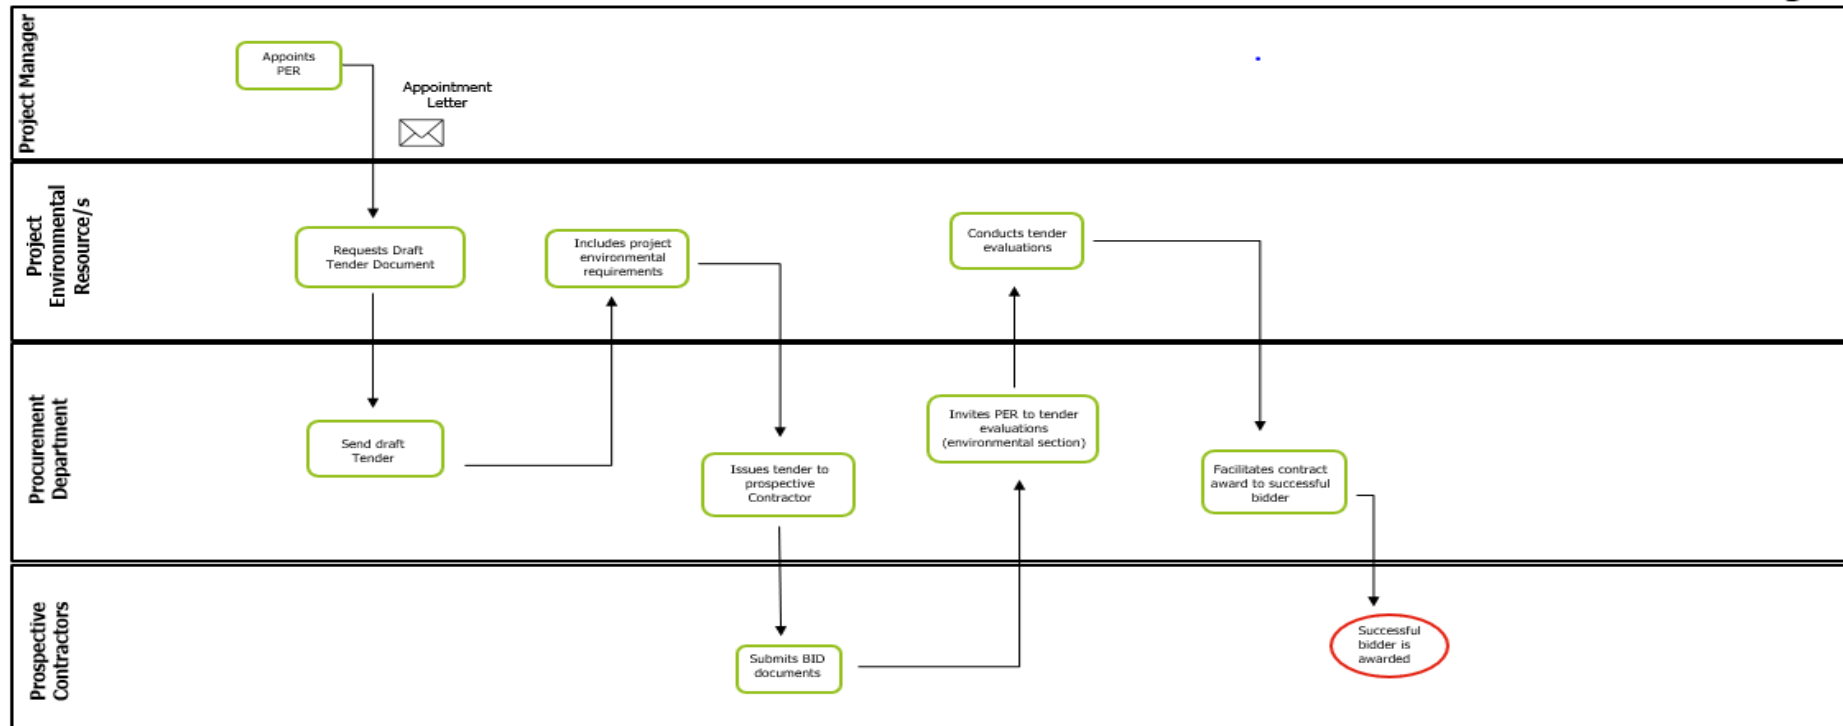 Project Manager
Appoints
PER
Appointment
Letter
Project
Environmental
Resource/s
Requests Draft
Tender Document
Includes project
environmental
requirements
Conducts tender
evaluations
Procurement
Department
Send draft
Tender
Issues tender to
prospective
Contractor
Invites PER to tender
evaluations
(environmental section)
Facilitates contract
award to successful
bidder
Prospective
Contractors
Submits BID
documents
Successful
bidder is
awarded